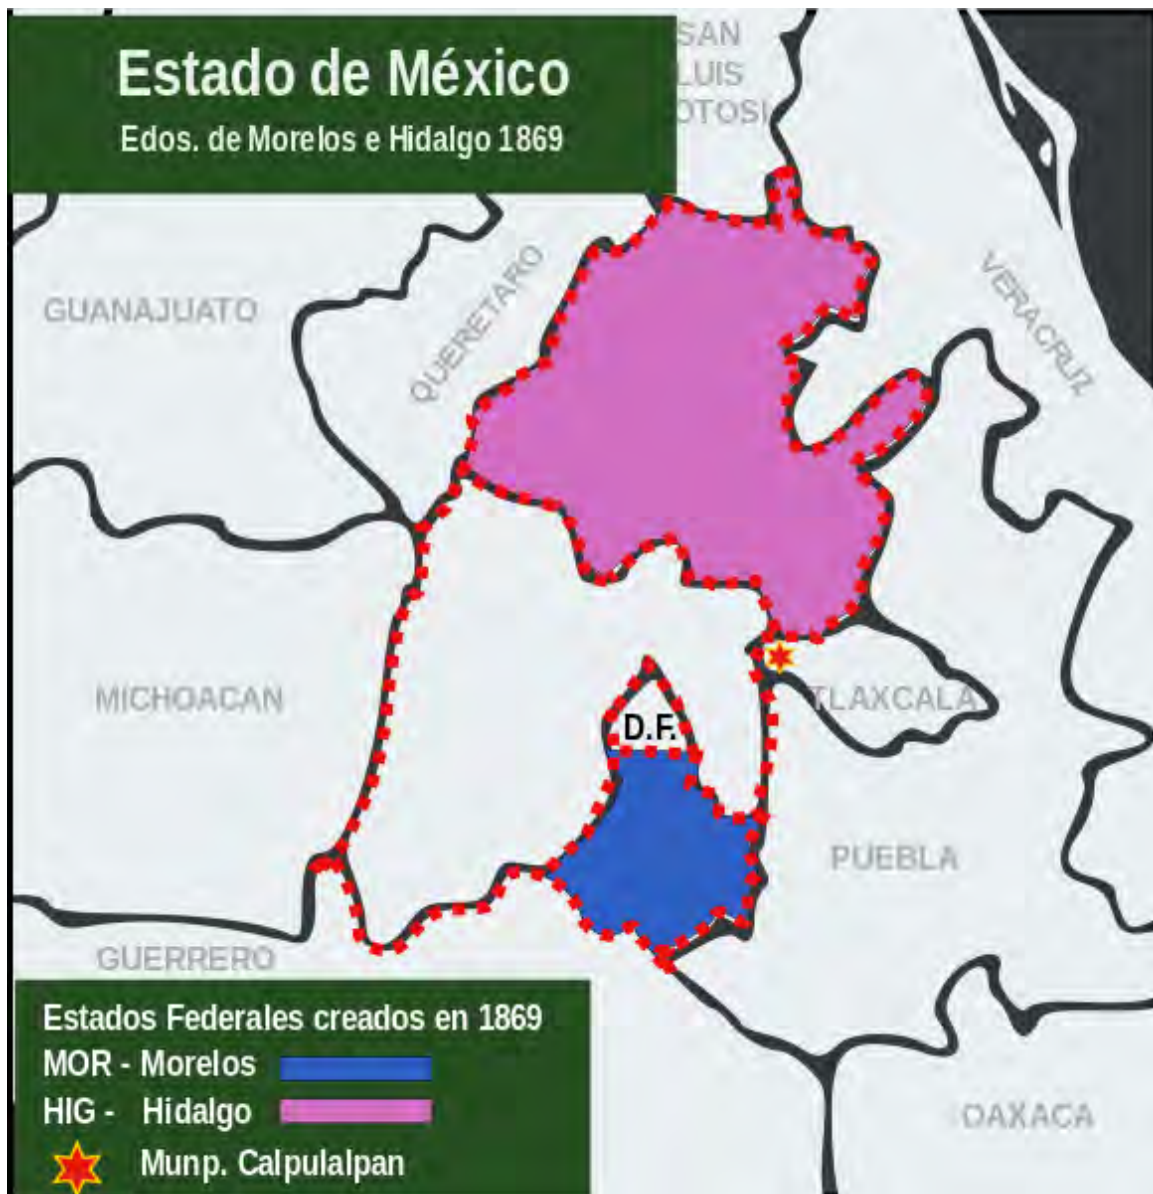 Estado de México
Edos. de Morelos e Hidalgo 1869
SAN
LUIS
OTOSI
GUANAJUATO
QUERETARO
VERACRUZ
MICHOACAN
TLAXCALA
D.F.
PUEBLA
GUERRERO
OAXACA
Estados Federales creados en 1869
MOR - Morelos
HIG - Hidalgo
Munp. Calpulalpan